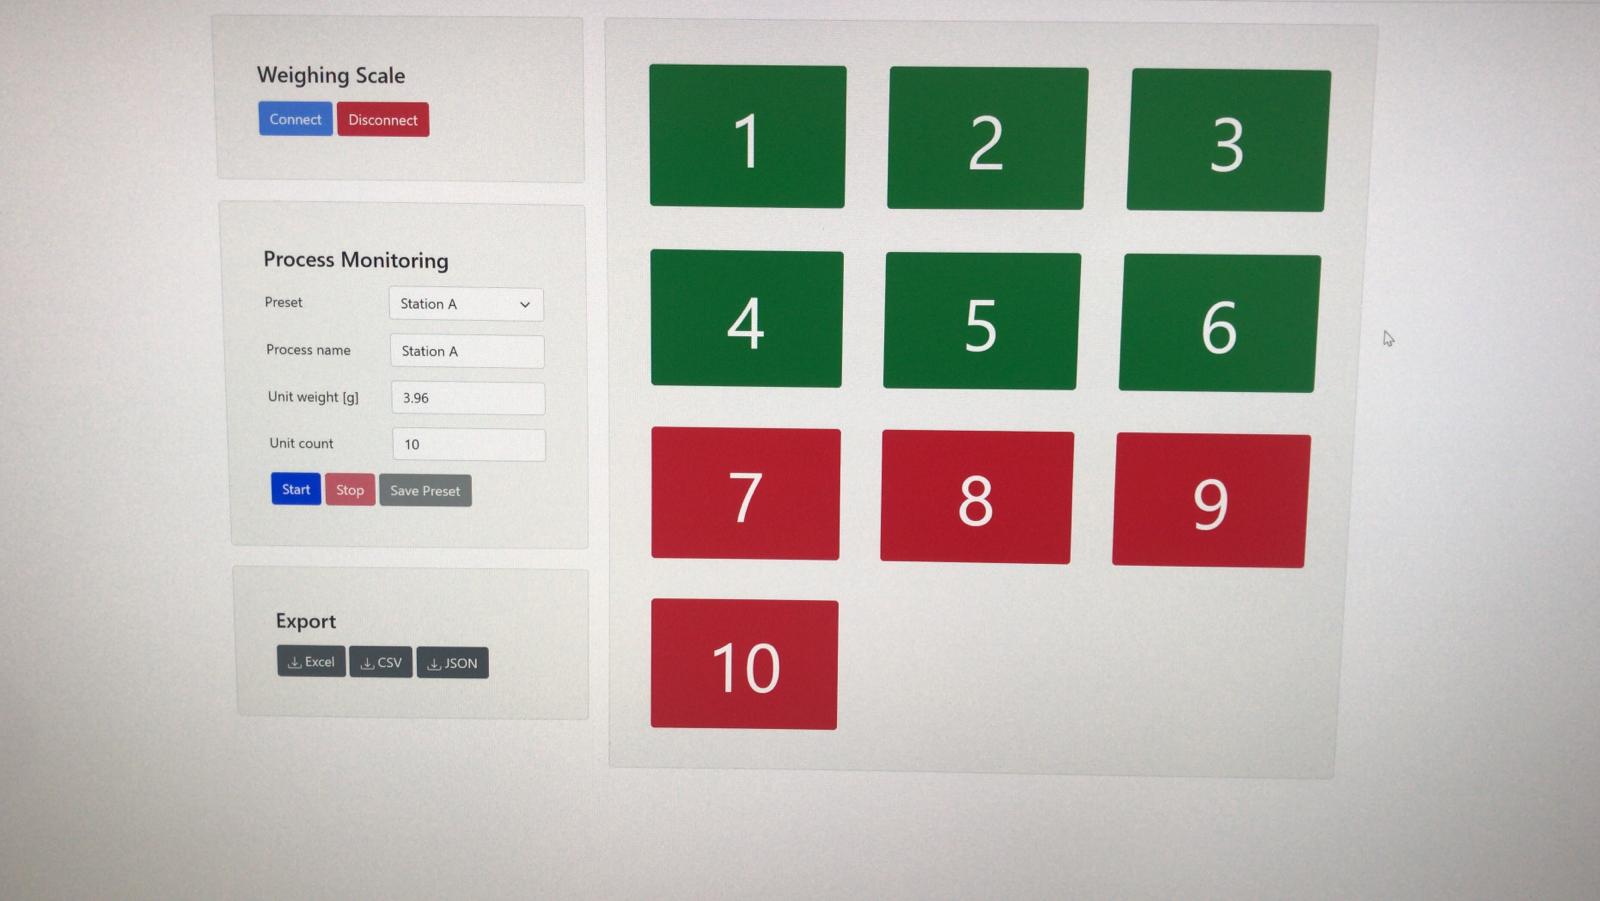 Weighing Scale
Connect Disconnect
Process Monitoring
Preset Station A
Process name Station A
Unit weight [g] 3.96
Unit count 10
Start Stop Save Preset
Export
Excel CSV JSON
1 2 3
4 5 6
7 8 9
10